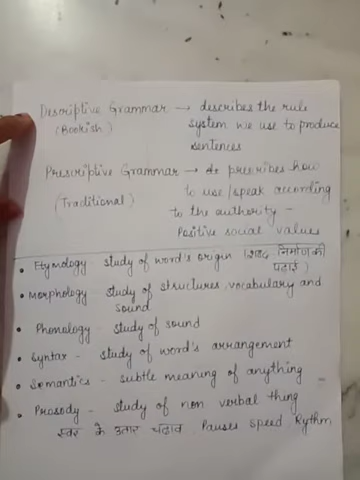 Descriptive Grammar → describes the rule
(Bookish) system we use to produce
sentences
Prescriptive Grammar → prescribes how
(Traditional) to use/speak according
to the authority –
Positive social values
• Etymology - study of word's origin (शब्द निर्माण की
पढाई)
• Morphology - study of structures, vocabulary and
sound
• Phonology - study of sound
• Syntax - study of word's arrangement
• Semantics - subtle meaning of anything
• Prosody - study of non verbal thing
स्वर के उतार चढाव Pauses speed Rythm